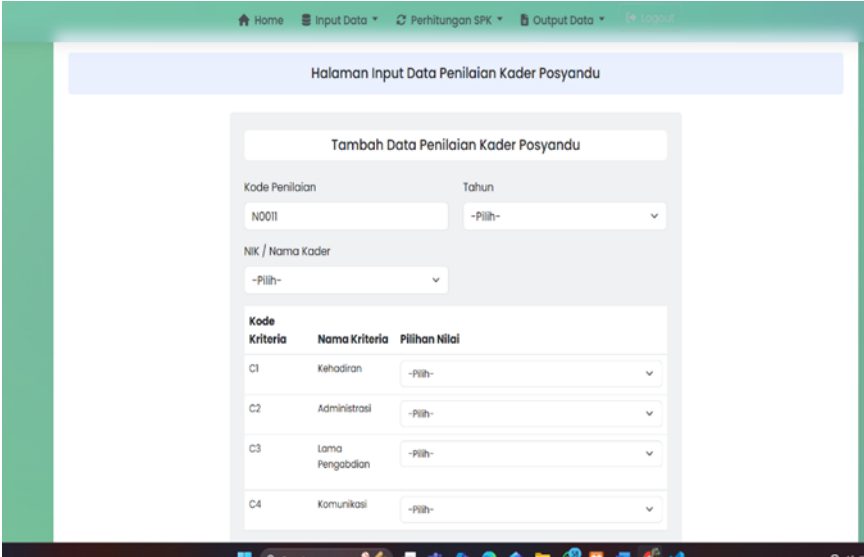 Home Input Data Perhitungan SPK Output Data Logout
Halaman Input Data Penilaian Kader Posyandu
Tambah Data Penilaian Kader Posyandu
Kode Penilaian Tahun
N0011 -Pilih-
NIK / Nama Kader
-Pilih-
Kode
Kriteria Nama Kriteria Pilihan Nilai
C1 Kehadiran -Pilih-
C2 Administrasi -Pilih-
C3 Lama
Pengabdian -Pilih-
C4 Komunikasi -Pilih-